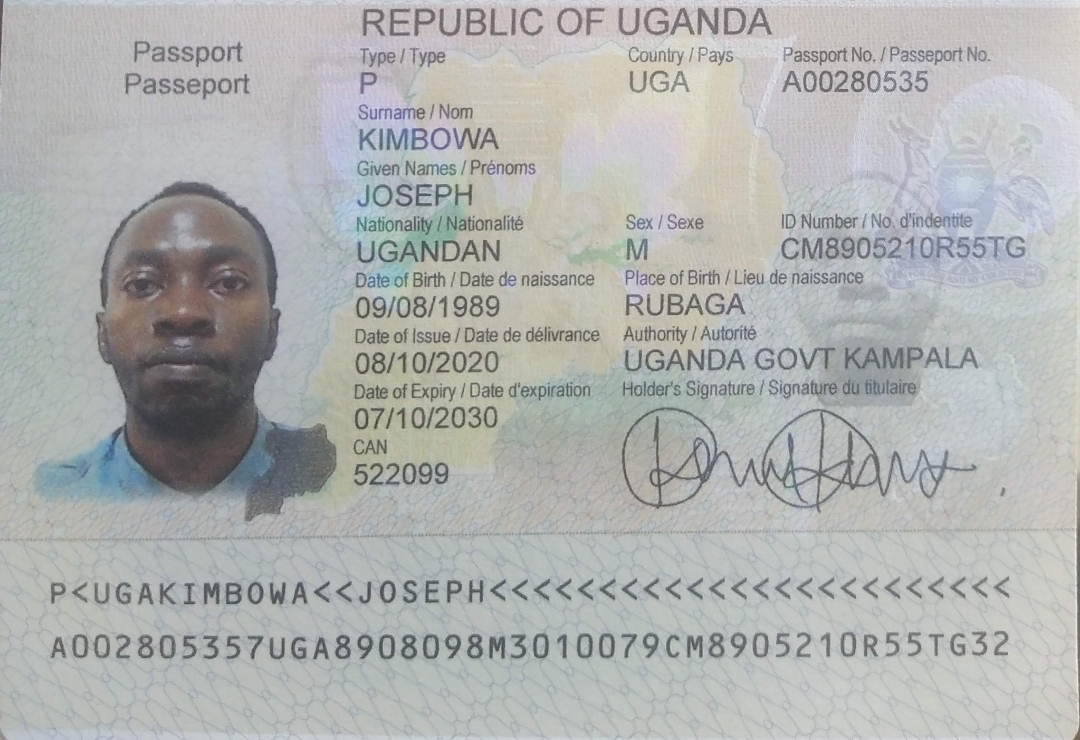 REPUBLIC OF UGANDA
Passport
Passeport
Type / Type Country / Pays Passport No. / Passeport No.
P UGA A00280535
Surname / Nom
KIMBOWA
Given Names / Prénoms
JOSEPH
Nationality / Nationalité Sex / Sexe ID Number / No. d'indentite
UGANDAN M CM8905210R55TG
Date of Birth / Date de naissance Place of Birth / Lieu de naissance
09/08/1989 RUBAGA
Date of Issue / Date de délivrance Authority / Autorité
08/10/2020 UGANDA GOVT KAMPALA
Date of Expiry / Date d'expiration Holder's Signature / Signature du titulaire
07/10/2030
CAN
522099
P<UGAKIMBOWA<<JOSEPH<<<<<<<<<<<<<<<<<<<<<<<<
A002805357UGA8908098M3010079CM8905210R55TG32